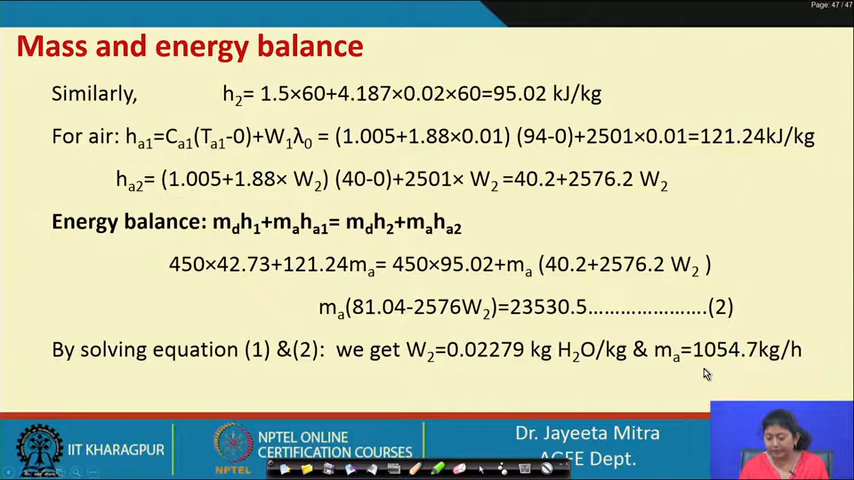 Page: 47 / 47
Mass and energy balance
Similarly, h₂= 1.5×60+4.187×0.02×60=95.02 kJ/kg
For air: hₐ₁=Cₐ₁(Tₐ₁-0)+W₁λ₀ = (1.005+1.88×0.01) (94-0)+2501×0.01=121.24kJ/kg
hₐ₂= (1.005+1.88× W₂) (40-0)+2501× W₂ =40.2+2576.2 W₂
Energy balance: m_dh₁+mₐhₐ₁= m_dh₂+mₐhₐ₂
450×42.73+121.24mₐ= 450×95.02+mₐ (40.2+2576.2 W₂ )
mₐ(81.04-2576W₂)=23530.5......................(2)
By solving equation (1) &(2): we get W₂=0.02279 kg H₂O/kg & mₐ=1054.7kg/h
IIT KHARAGPUR
NPTEL
NPTEL ONLINE
CERTIFICATION COURSES
Dr. Jayeeta Mitra
AGFE Dept.